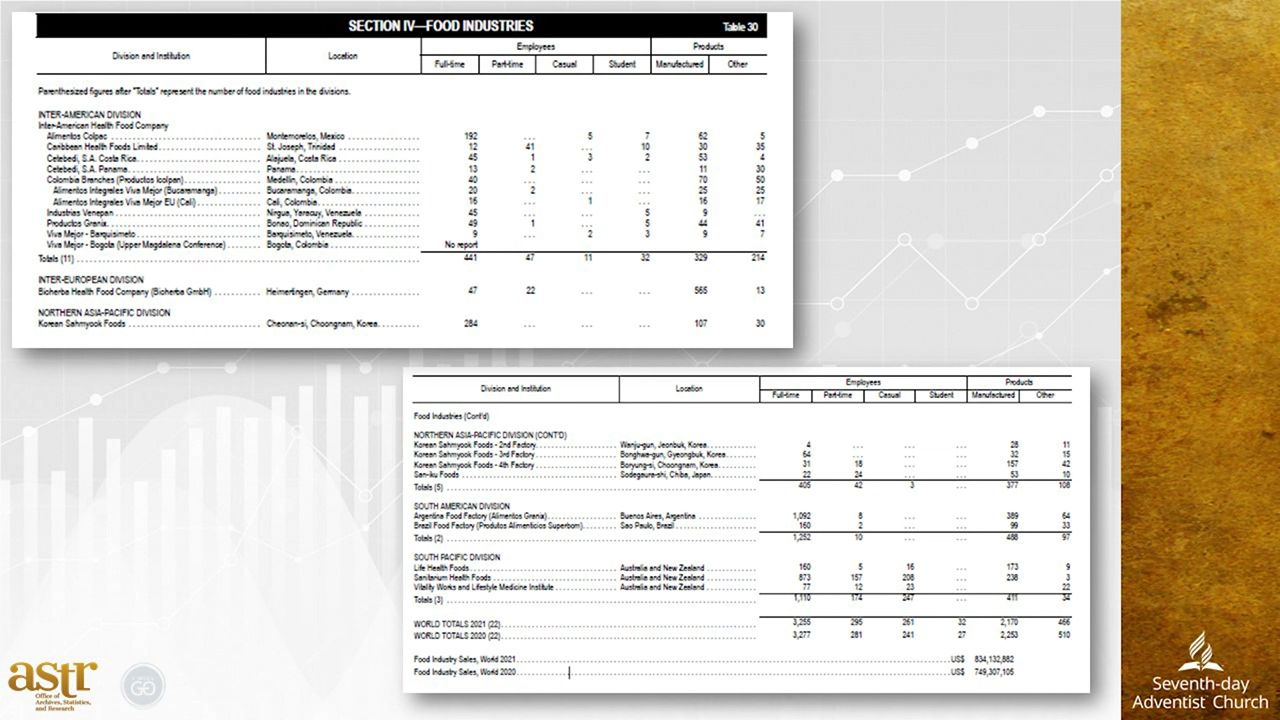 SECTION IV—FOOD INDUSTRIES Table 30
Division and Institution Location Employees Products
Full-time Part-time Casual Student Manufactured Other
Parenthesized figures after "Totals" represent the number of food industries in the divisions.
INTER-AMERICAN DIVISION
Inter-American Health Food Company
Alimentos Colpac Montemorelos, Mexico 192 ... 5 7 62 5
Caribbean Health Foods Limited St. Joseph, Trinidad 12 41 ... 10 30 35
Cetebedi, S.A. Costa Rica Alajuela, Costa Rica 45 1 3 2 53 4
Cetebedi, S.A. Panama Panama 13 2 ... ... 11 30
Colombia Branches (Productos Icolpan) Medellin, Colombia 40 ... ... ... 70 50
Alimentos Integrales Viva Mejor (Bucaramanga) Bucaramanga, Colombia 20 2 ... ... 25 25
Alimentos Integrales Viva Mejor EU (Cali) Cali, Colombia 16 ... 1 ... 16 17
Industrias Venepan Nirgua, Yaracuy, Venezuela 45 ... ... 5 9 ...
Productos Granix Bonao, Dominican Republic 49 1 ... 5 44 41
Viva Mejor - Barquisimeto Barquisimeto, Venezuela 9 ... 2 3 9 7
Viva Mejor - Bogota (Upper Magdalena Conference) Bogota, Colombia No report
Totals (11) 441 47 11 32 329 214
INTER-EUROPEAN DIVISION
Bicherba Health Food Company (Bicherba GmbH) Heimertingen, Germany 47 22 ... ... 565 13
NORTHERN ASIA-PACIFIC DIVISION
Korean Sahmyook Foods Cheonan-si, Choongnam, Korea 284 ... ... ... 107 30
Division and Institution Location Employees Products
Full-time Part-time Casual Student Manufactured Other
Food Industries (Cont'd)
NORTHERN ASIA-PACIFIC DIVISION (CONT'D)
Korean Sahmyook Foods - 2nd Factory Wanju-gun, Jeonbuk, Korea 4 ... ... ... 28 11
Korean Sahmyook Foods - 3rd Factory Bonghwa-gun, Gyeongbuk, Korea 64 ... ... ... 32 15
Korean Sahmyook Foods - 4th Factory Boryung-si, Choongnam, Korea 31 18 ... ... 157 42
San-iku Foods Sodegaura-shi, Chiba, Japan 22 24 ... ... 53 10
Totals (5) 405 42 3 ... 377 108
SOUTH AMERICAN DIVISION
Argentina Food Factory (Alimentos Granix) Buenos Aires, Argentina 1,092 8 ... ... 389 64
Brazil Food Factory (Produtos Alimenticios Superbom) Sao Paulo, Brazil 160 2 ... ... 99 33
Totals (2) 1,252 10 ... ... 488 97
SOUTH PACIFIC DIVISION
Life Health Foods Australia and New Zealand 160 5 16 ... 173 9
Sanitarium Health Foods Australia and New Zealand 873 157 208 ... 238 3
Vitality Works and Lifestyle Medicine Institute Australia and New Zealand 77 12 23 ... 22
Totals (3) 1,110 174 247 ... 411 34
WORLD TOTALS 2021 (22) 3,255 295 261 32 2,170 466
WORLD TOTALS 2020 (22) 3,277 281 241 27 2,253 510
Food Industry Sales, World 2021 US$ 834,132,882
Food Industry Sales, World 2020 US$ 749,307,105
astr
Office of
Archives, Statistics,
and Research
GO
Seventh-day
Adventist Church